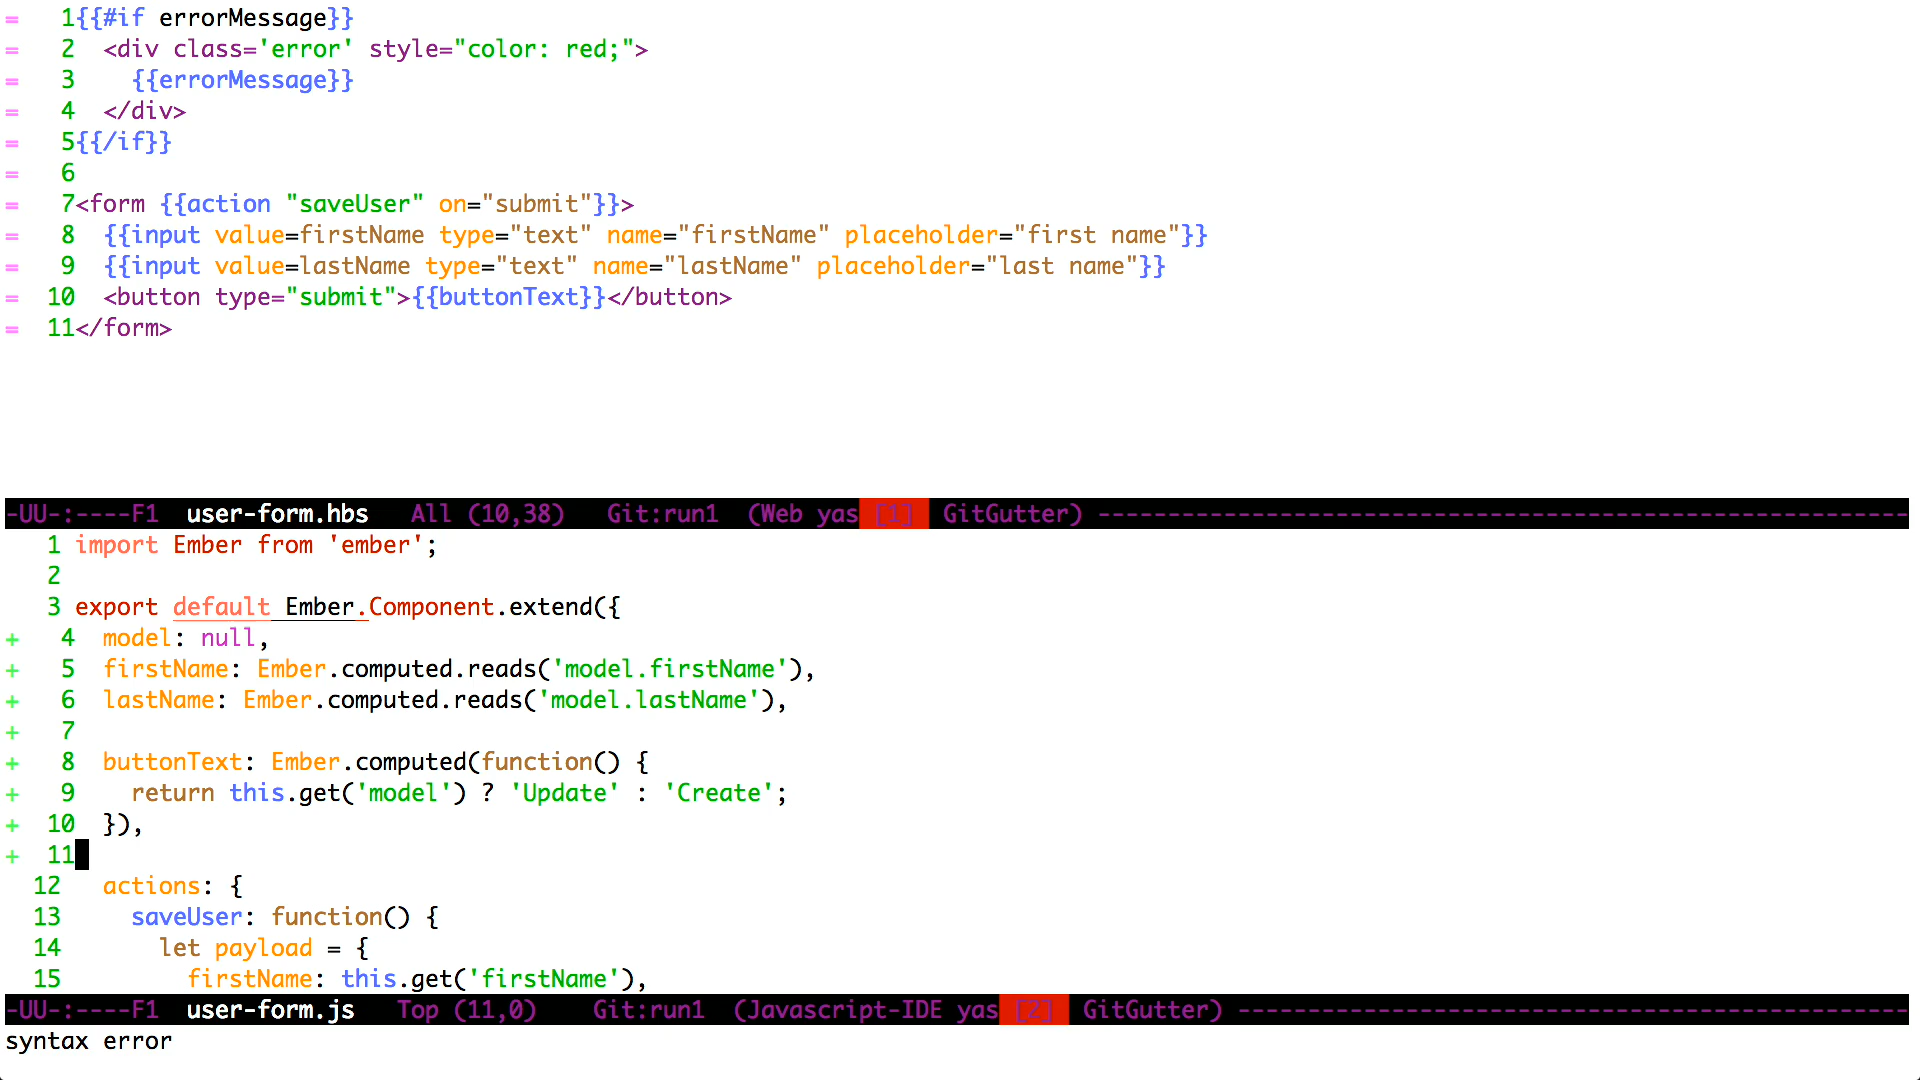 =   1{{#if errorMessage}}
=   2  <div class='error' style="color: red;">
=   3    {{errorMessage}}
=   4  </div>
=   5{{/if}}
=   6
=   7<form {{action "saveUser" on="submit"}}>
=   8  {{input value=firstName type="text" name="firstName" placeholder="first name"}}
=   9  {{input value=lastName type="text" name="lastName" placeholder="last name"}}
=  10  <button type="submit">{{buttonText}}</button>
=  11</form>
-UU-:----F1  user-form.hbs   All (10,38)   Git:run1  (Web yas [1]  GitGutter) ----------------------------------------------------------
   1 import Ember from 'ember';
   2
   3 export default Ember.Component.extend({
+   4  model: null,
+   5  firstName: Ember.computed.reads('model.firstName'),
+   6  lastName: Ember.computed.reads('model.lastName'),
+   7
+   8  buttonText: Ember.computed(function() {
+   9    return this.get('model') ? 'Update' : 'Create';
+  10  }),
+  11
  12   actions: {
  13     saveUser: function() {
  14       let payload = {
  15         firstName: this.get('firstName'),
-UU-:----F1  user-form.js   Top (11,0)    Git:run1  (Javascript-IDE yas [2]  GitGutter) ------------------------------------------------
syntax error